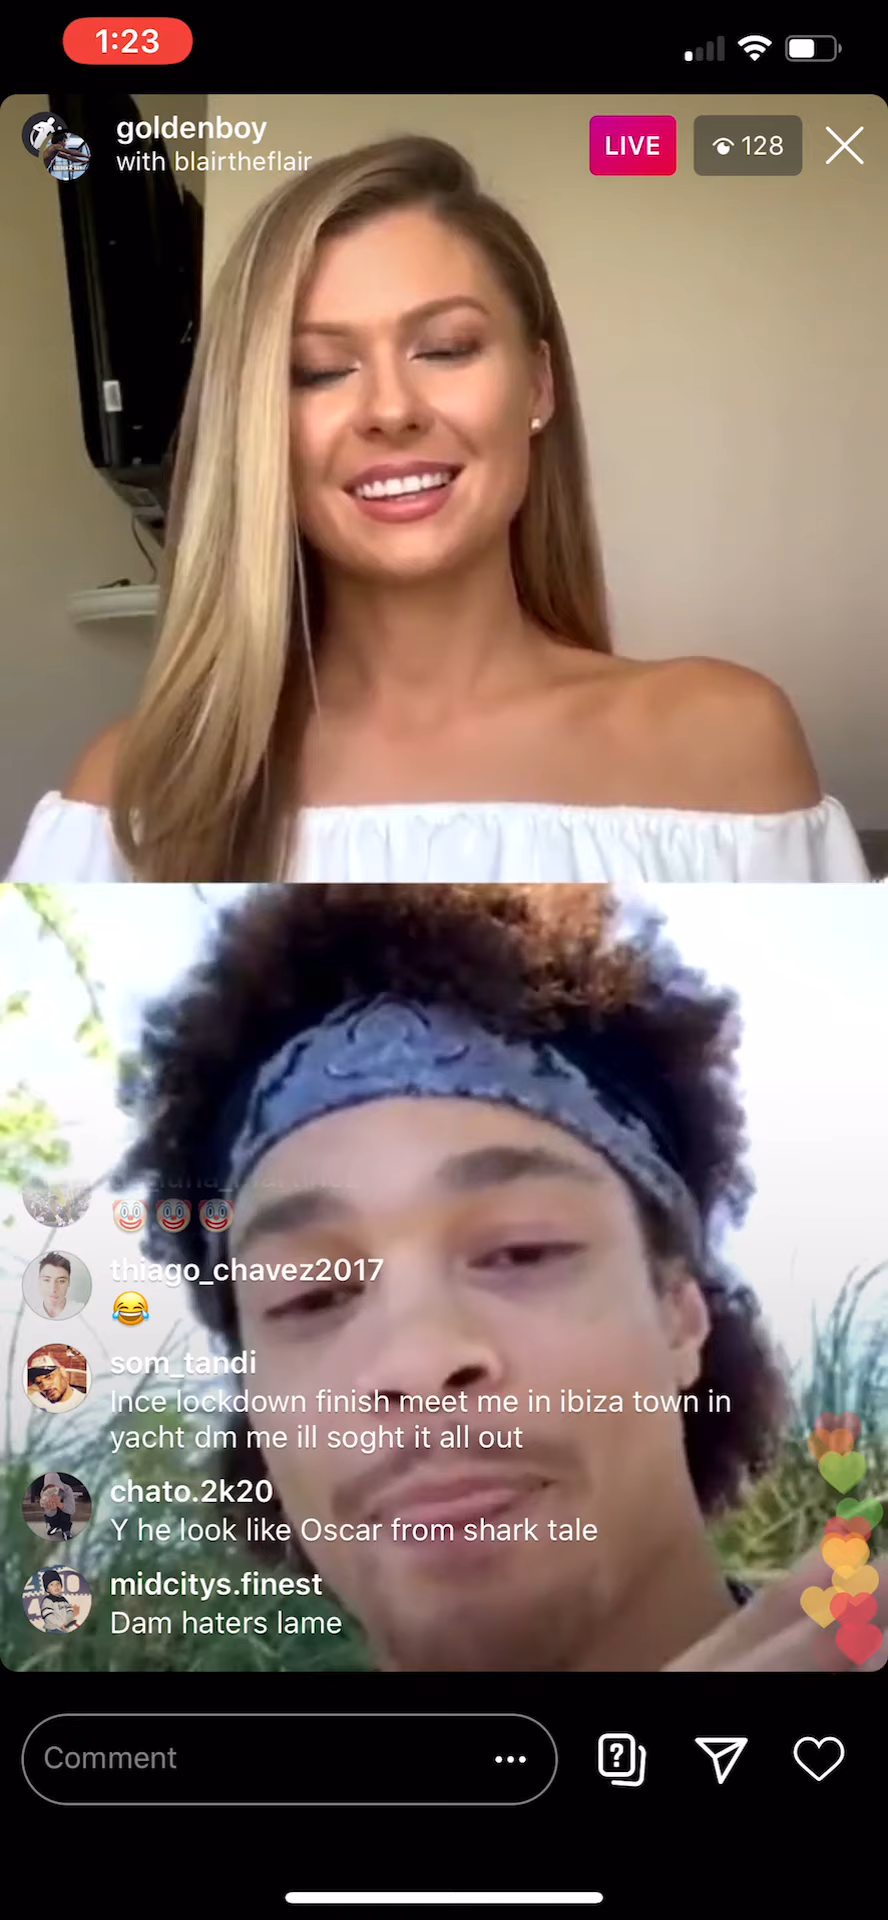 1:23
goldenboy
with blairtheflair
LIVE
128
thiago_chavez2017
som_tandi
Ince lockdown finish meet me in ibiza town in
yacht dm me ill soght it all out
chato.2k20
Y he look like Oscar from shark tale
midcitys.finest
Dam haters lame
Comment